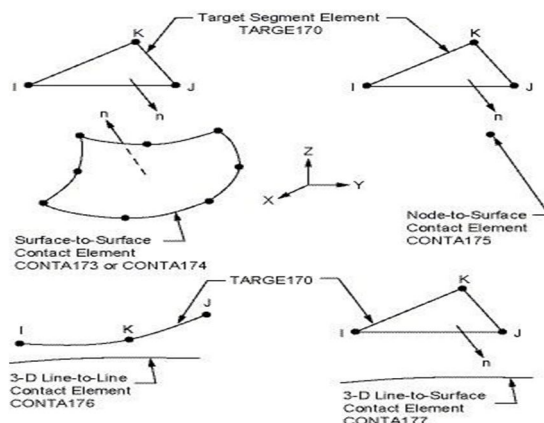 Target Segment Element
TARGE170
K
I
J
n
K
I
J
n
n
Z
X
Y
Surface-to-Surface
Contact Element
CONTA173 or CONTA174
Node-to-Surface
Contact Element
CONTA175
TARGE170
I
K
J
K
I
J
n
3-D Line-to-Line
Contact Element
CONTA176
3-D Line-to-Surface
Contact Element
CONTA177